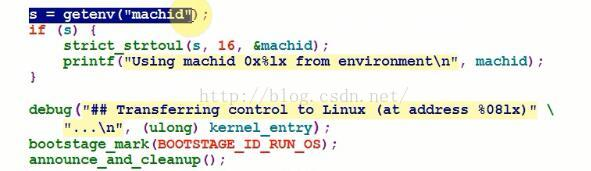 s = getenv("machid");
if (s) {
strict_strtoul(s, 16, &machid);
printf("Using machid 0x%lx from environment\n", machid);
}
http://blog.csdn.net/
debug("## Transferring control to Linux (at address %08lx)" \
"...\n", (ulong) kernel_entry);
bootstage_mark(BOOTSTAGE_ID_RUN_OS);
announce_and_cleanup();